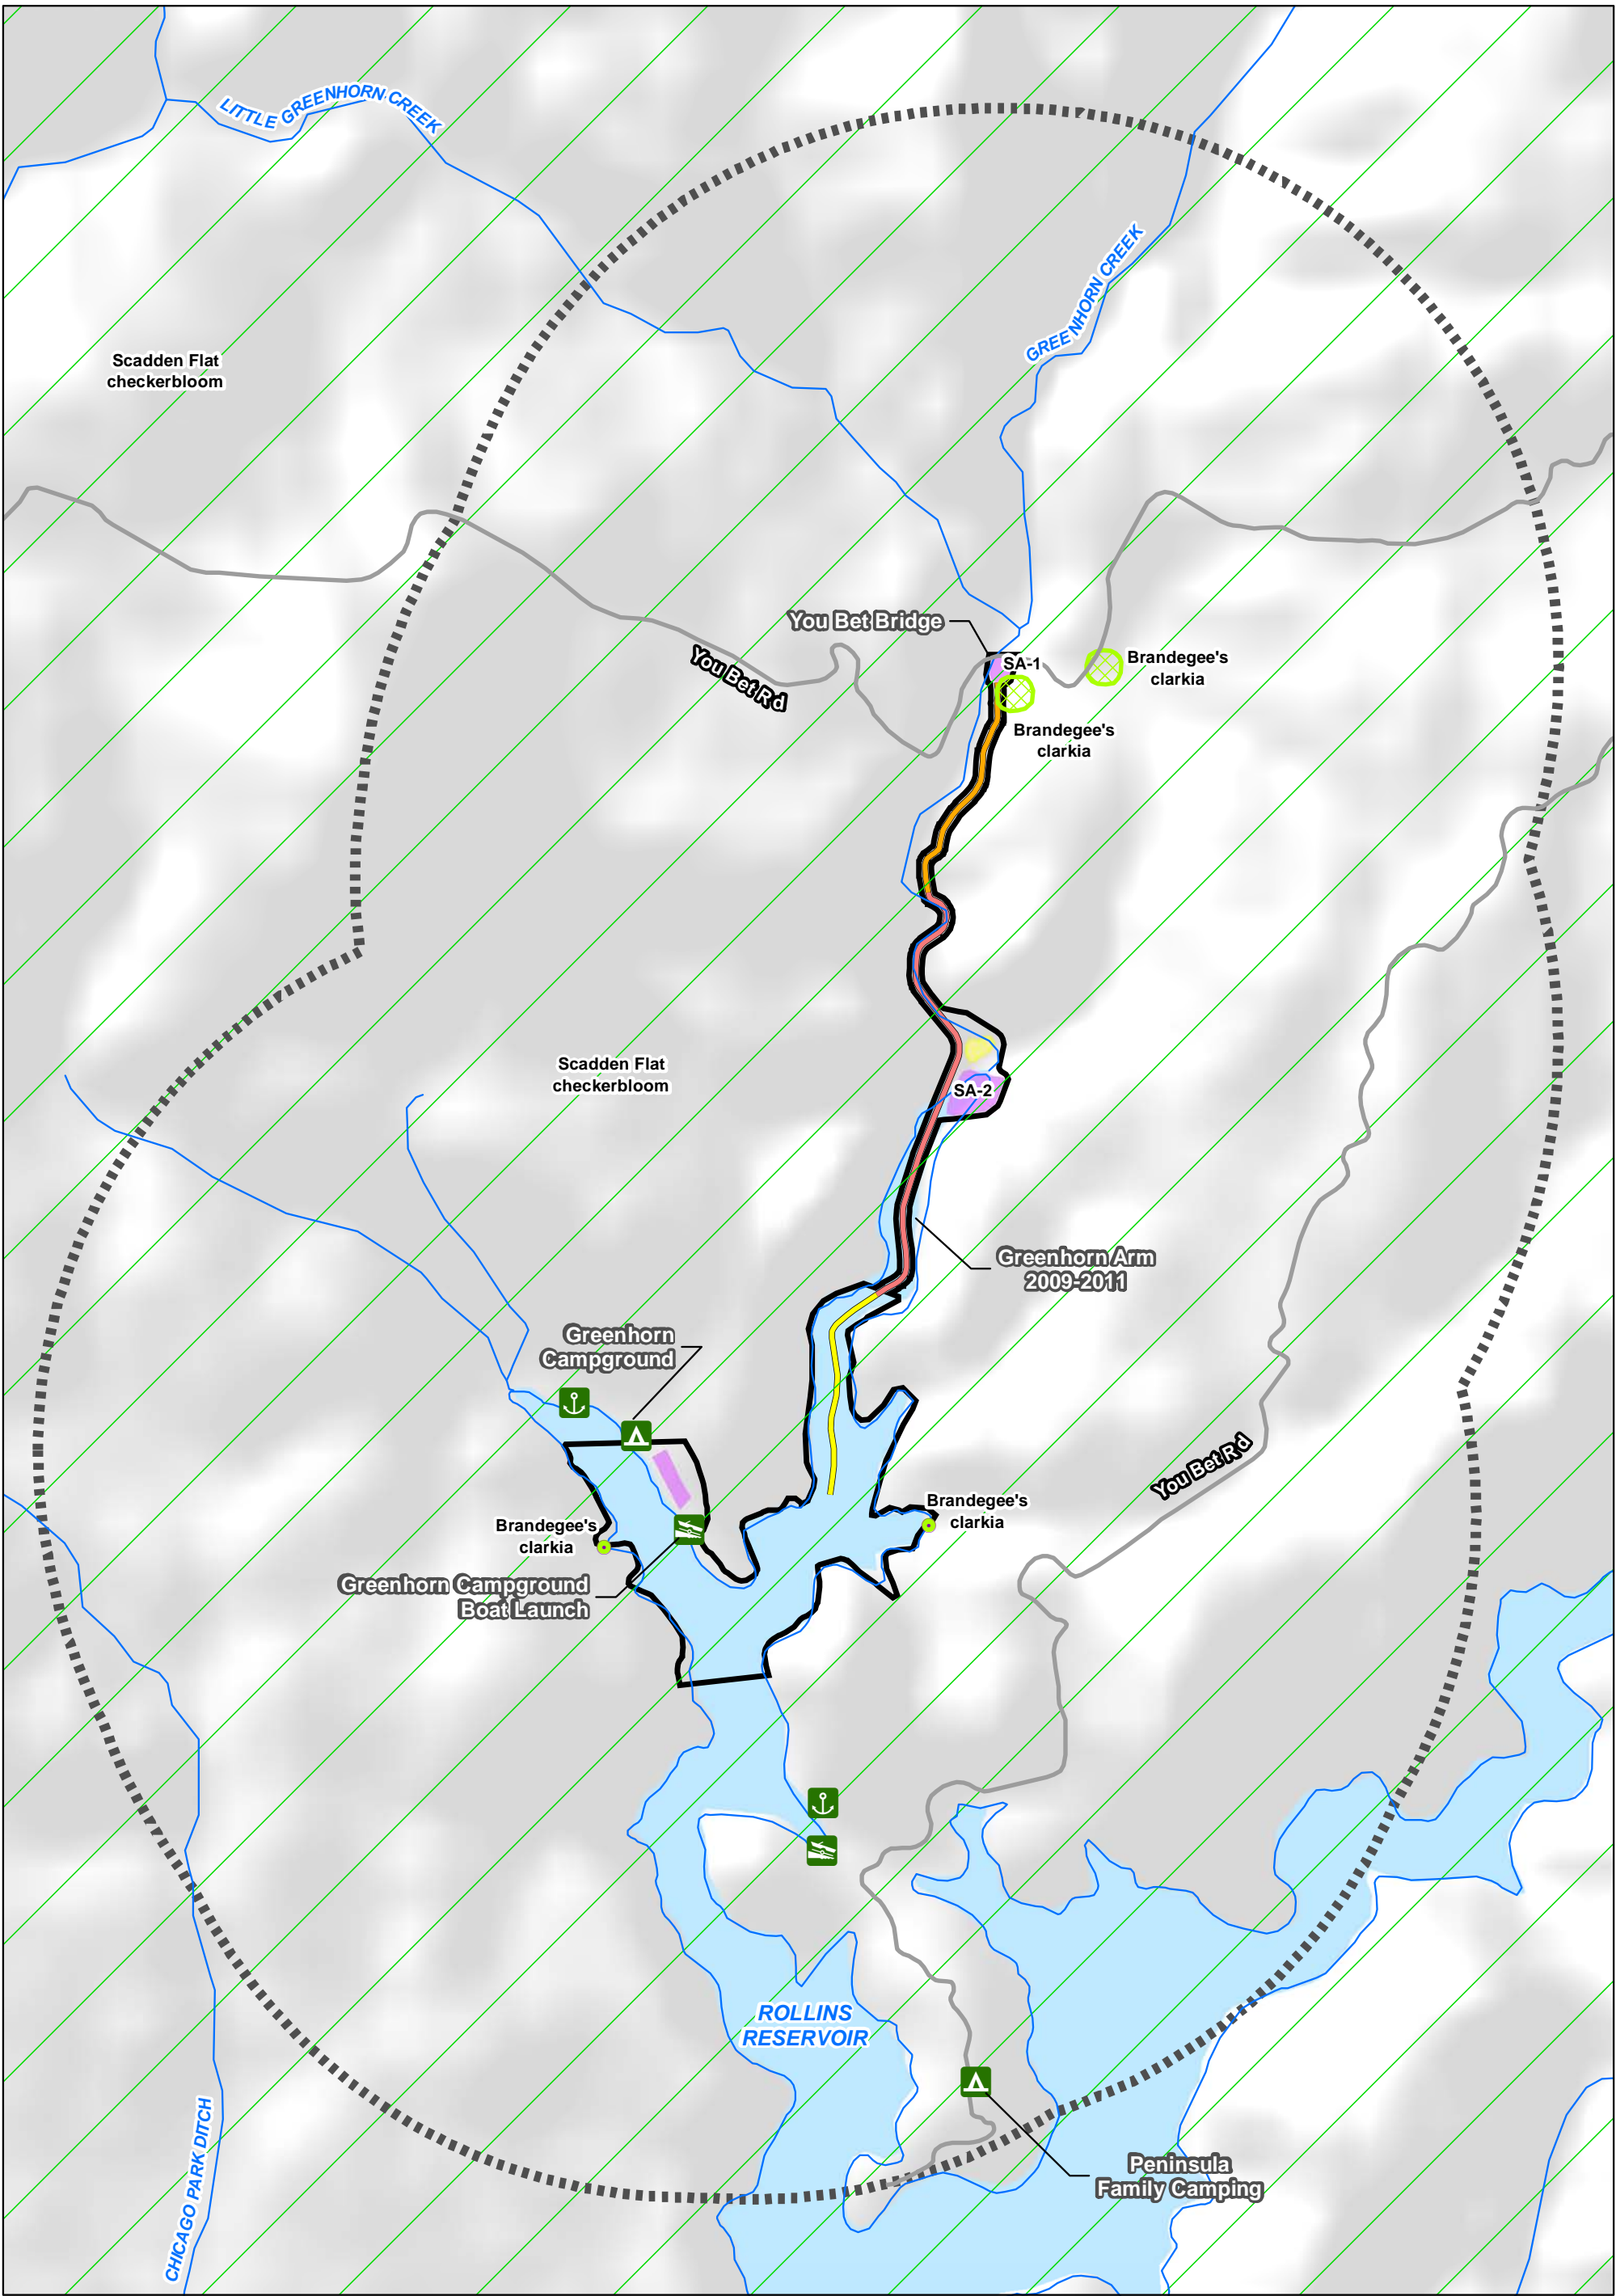 LITTLE GREENHORN CREEK
GREENHORN CREEK
Scadden Flat
checkerbloom
You Bet Bridge
SA-1
Brandegee's
clarkia
You Bet Rd
Brandegee's
clarkia
Scadden Flat
checkerbloom
SA-2
Greenhorn Arm
2009-2011
Greenhorn
Campground
You Bet Rd
Brandegee's
clarkia
Brandegee's
clarkia
Greenhorn Campground
Boat Launch
ROLLINS
RESERVOIR
CHICAGO PARK DITCH
Peninsula
Family Camping